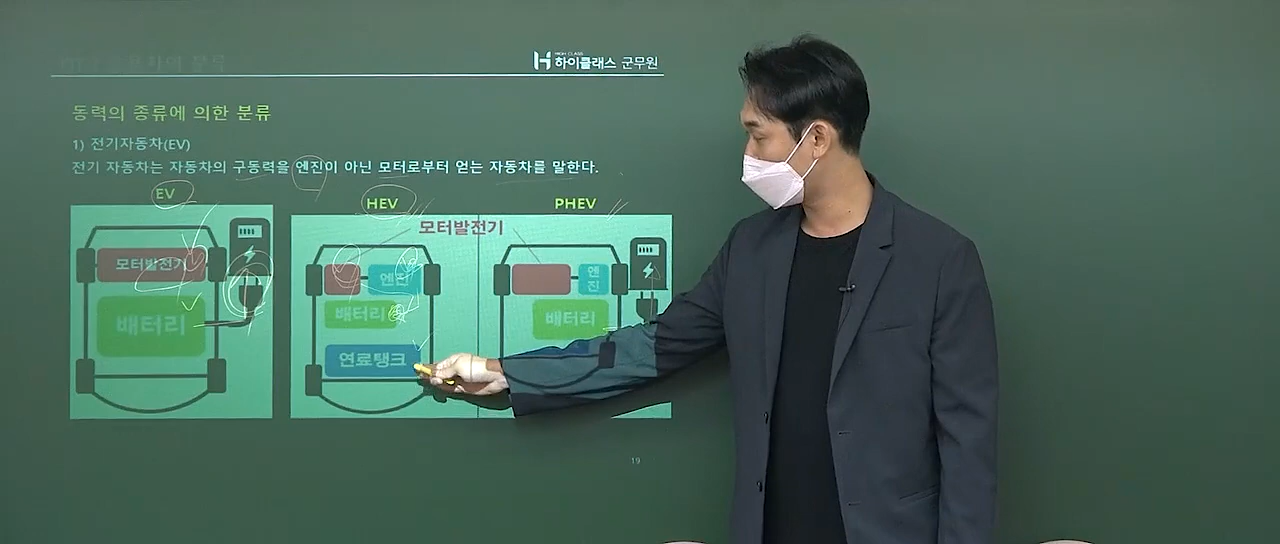 HIGH CLASS
하이클래스 군무원
동력의 종류에 의한 분류
1) 전기자동차(EV)
전기 자동차는 자동차의 구동력을 엔진이 아닌 모터로부터 얻는 자동차를 말한다.
EV
HEV
PHEV
모터발전기
모터발전기
엔진
엔
진
배터리
배터리
배터리
연료탱크
19